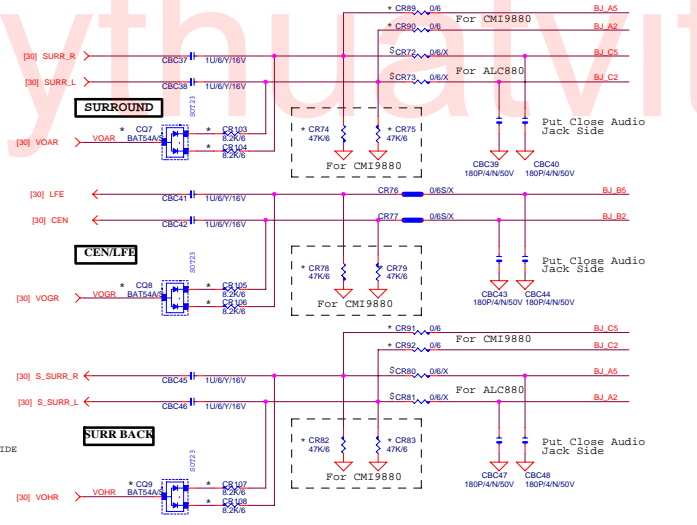 ythuatvit
* CR89 0/6
For CMI9880
BJ_A5
* CR90 0/6
BJ_A2
[30] SURR_R
CBC37 1U/6/Y/16V
$CR72 0/6/X
BJ_C5
[30] SURR_L
CBC38 1U/6/Y/16V
$CR73 0/6/X
For ALC880
BJ_C2
SURROUND
SOT23
[30] VOAR
VOAR
* CQ7
BAT54A/S
* CR103
8.2K/6
* CR104
8.2K/6
* CR74
47K/6
* CR75
47K/6
For CMI9880
Put Close Audio
Jack Side
CBC39
180P/4/N/50V
CBC40
180P/4/N/50V
[30] LFE
CBC41 1U/6/Y/16V
CR76 0/6S/X
BJ_B5
[30] CEN
CBC42 1U/6/Y/16V
CR77 0/6S/X
BJ_B2
CEN/LFE
SOT23
[30] VOGR
VOGR
* CQ8
BAT54A/S
* CR105
8.2K/6
* CR106
8.2K/6
* CR78
47K/6
* CR79
47K/6
For CMI9880
Put Close Audio
Jack Side
CBC43
180P/4/N/50V
CBC44
180P/4/N/50V
* CR91 0/6
For CMI9880
BJ_C5
* CR92 0/6
BJ_C2
[30] S_SURR_R
CBC45 1U/6/Y/16V
$CR80 0/6/X
BJ_A5
[30] S_SURR_L
CBC46 1U/6/Y/16V
$CR81 0/6/X
For ALC880
BJ_A2
SURR BACK
IDE
SOT23
[30] VOHR
VOHR
* CQ9
BAT54A/S
* CR107
8.2K/6
* CR108
8.2K/6
* CR82
47K/6
* CR83
47K/6
For CMI9880
Put Close Audio
Jack Side
CBC47
180P/4/N/50V
CBC48
180P/4/N/50V